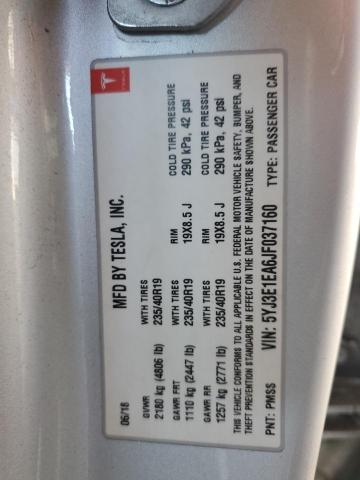 TESLA
MFD BY TESLA, INC.
06/18
GVWR WITH TIRES RIM COLD TIRE PRESSURE
2180 kg (4806 lb) 235/40R19 19X8.5 J 290 kPa, 42 psi
GAWR FRT WITH TIRES RIM COLD TIRE PRESSURE
1110 kg (2447 lb) 235/40R19 19X8.5 J 290 kPa, 42 psi
GAWR RR WITH TIRES
1257 kg (2771 lb) 235/40R19
THIS VEHICLE CONFORMS TO ALL APPLICABLE U.S. FEDERAL MOTOR VEHICLE SAFETY, BUMPER, AND
THEFT PREVENTION STANDARDS IN EFFECT ON THE DATE OF MANUFACTURE SHOWN ABOVE.
VIN: 5YJ3E1EA6JF037160
PNT: PMSS TYPE: PASSENGER CAR